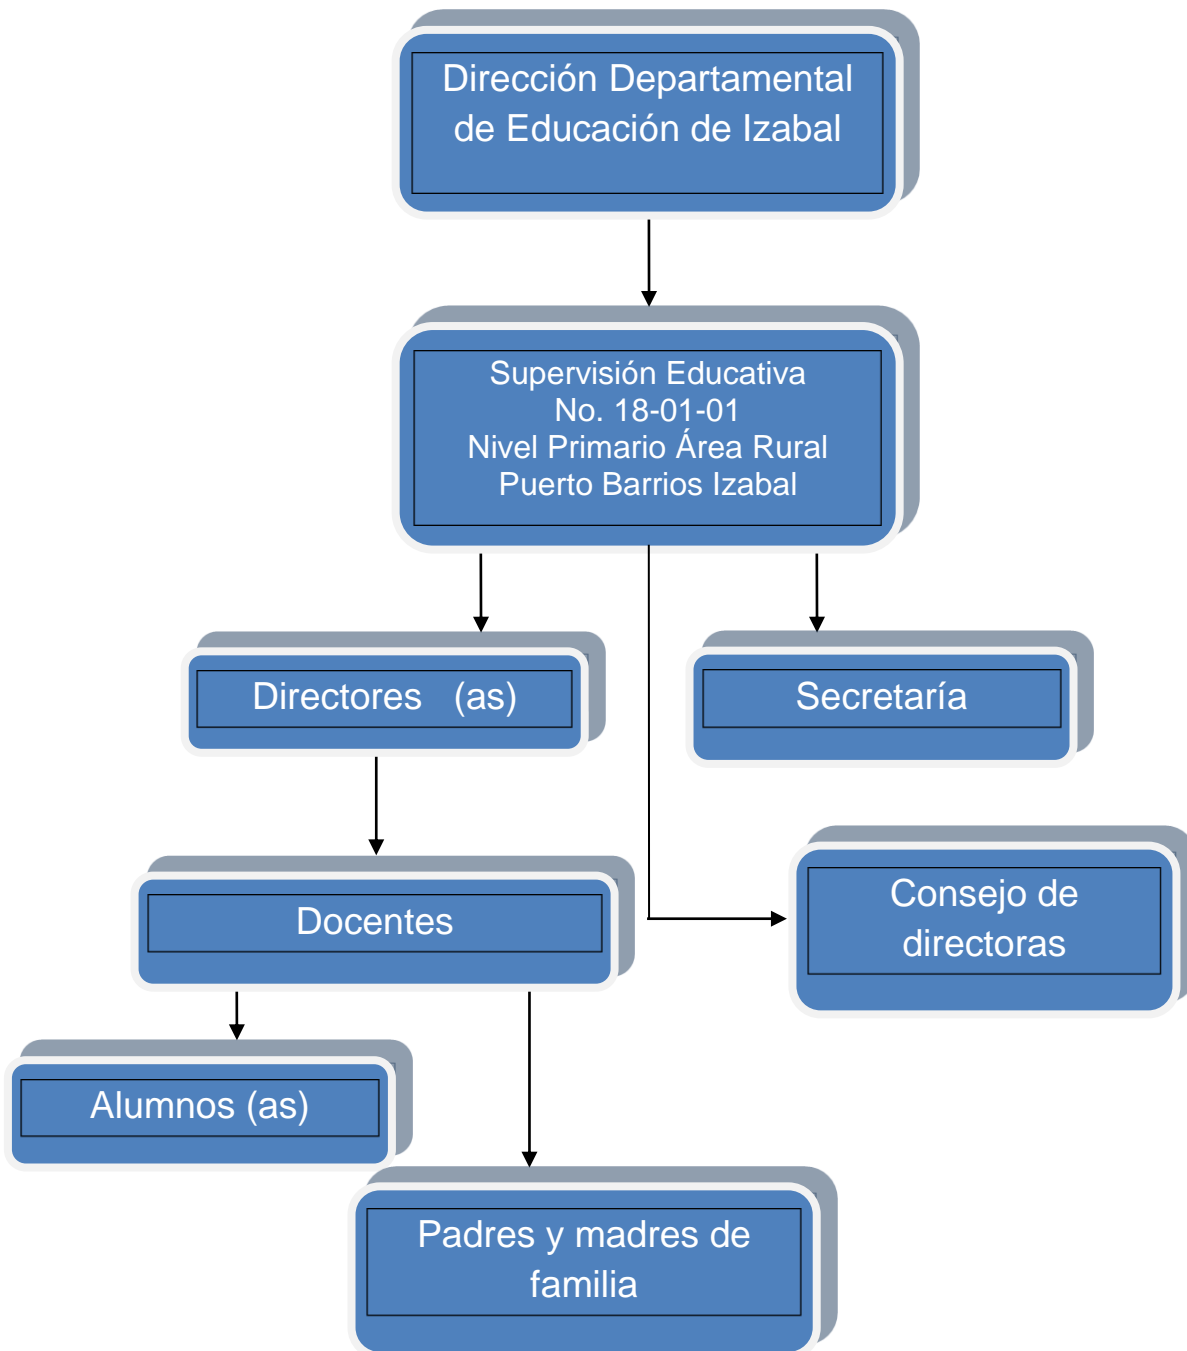 Dirección Departamental
de Educación de Izabal
Supervisión Educativa
No. 18-01-01
Nivel Primario Área Rural
Puerto Barrios Izabal
Directores (as)
Secretaría
Docentes
Consejo de
directoras
Alumnos (as)
Padres y madres de
familia